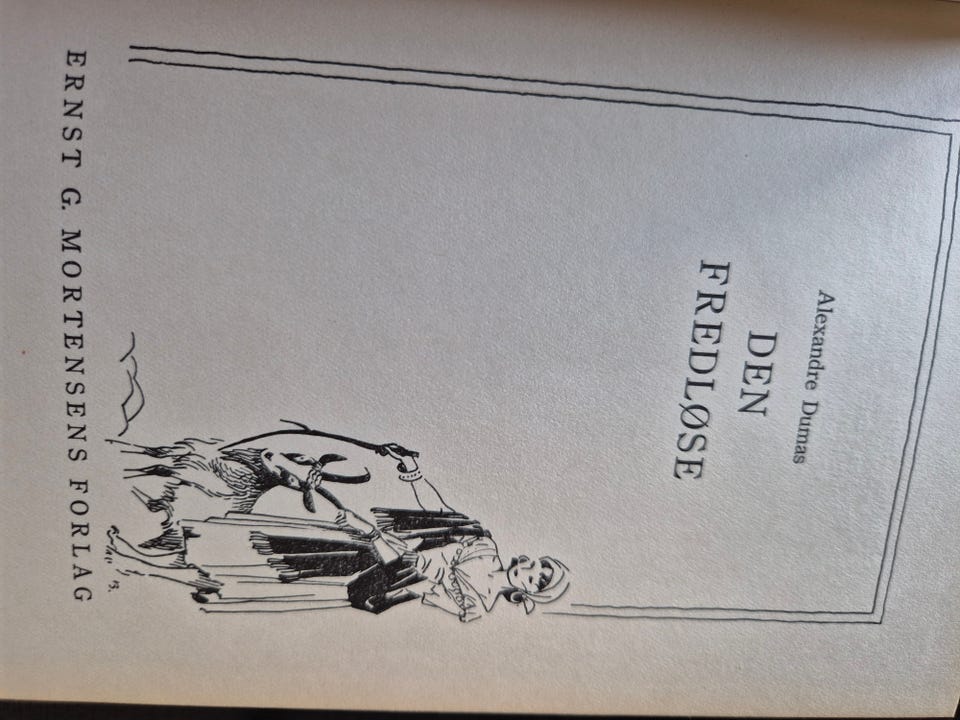 Alexandre Dumas
DEN
FREDLØSE
ERNST G. MORTENSENS FORLAG